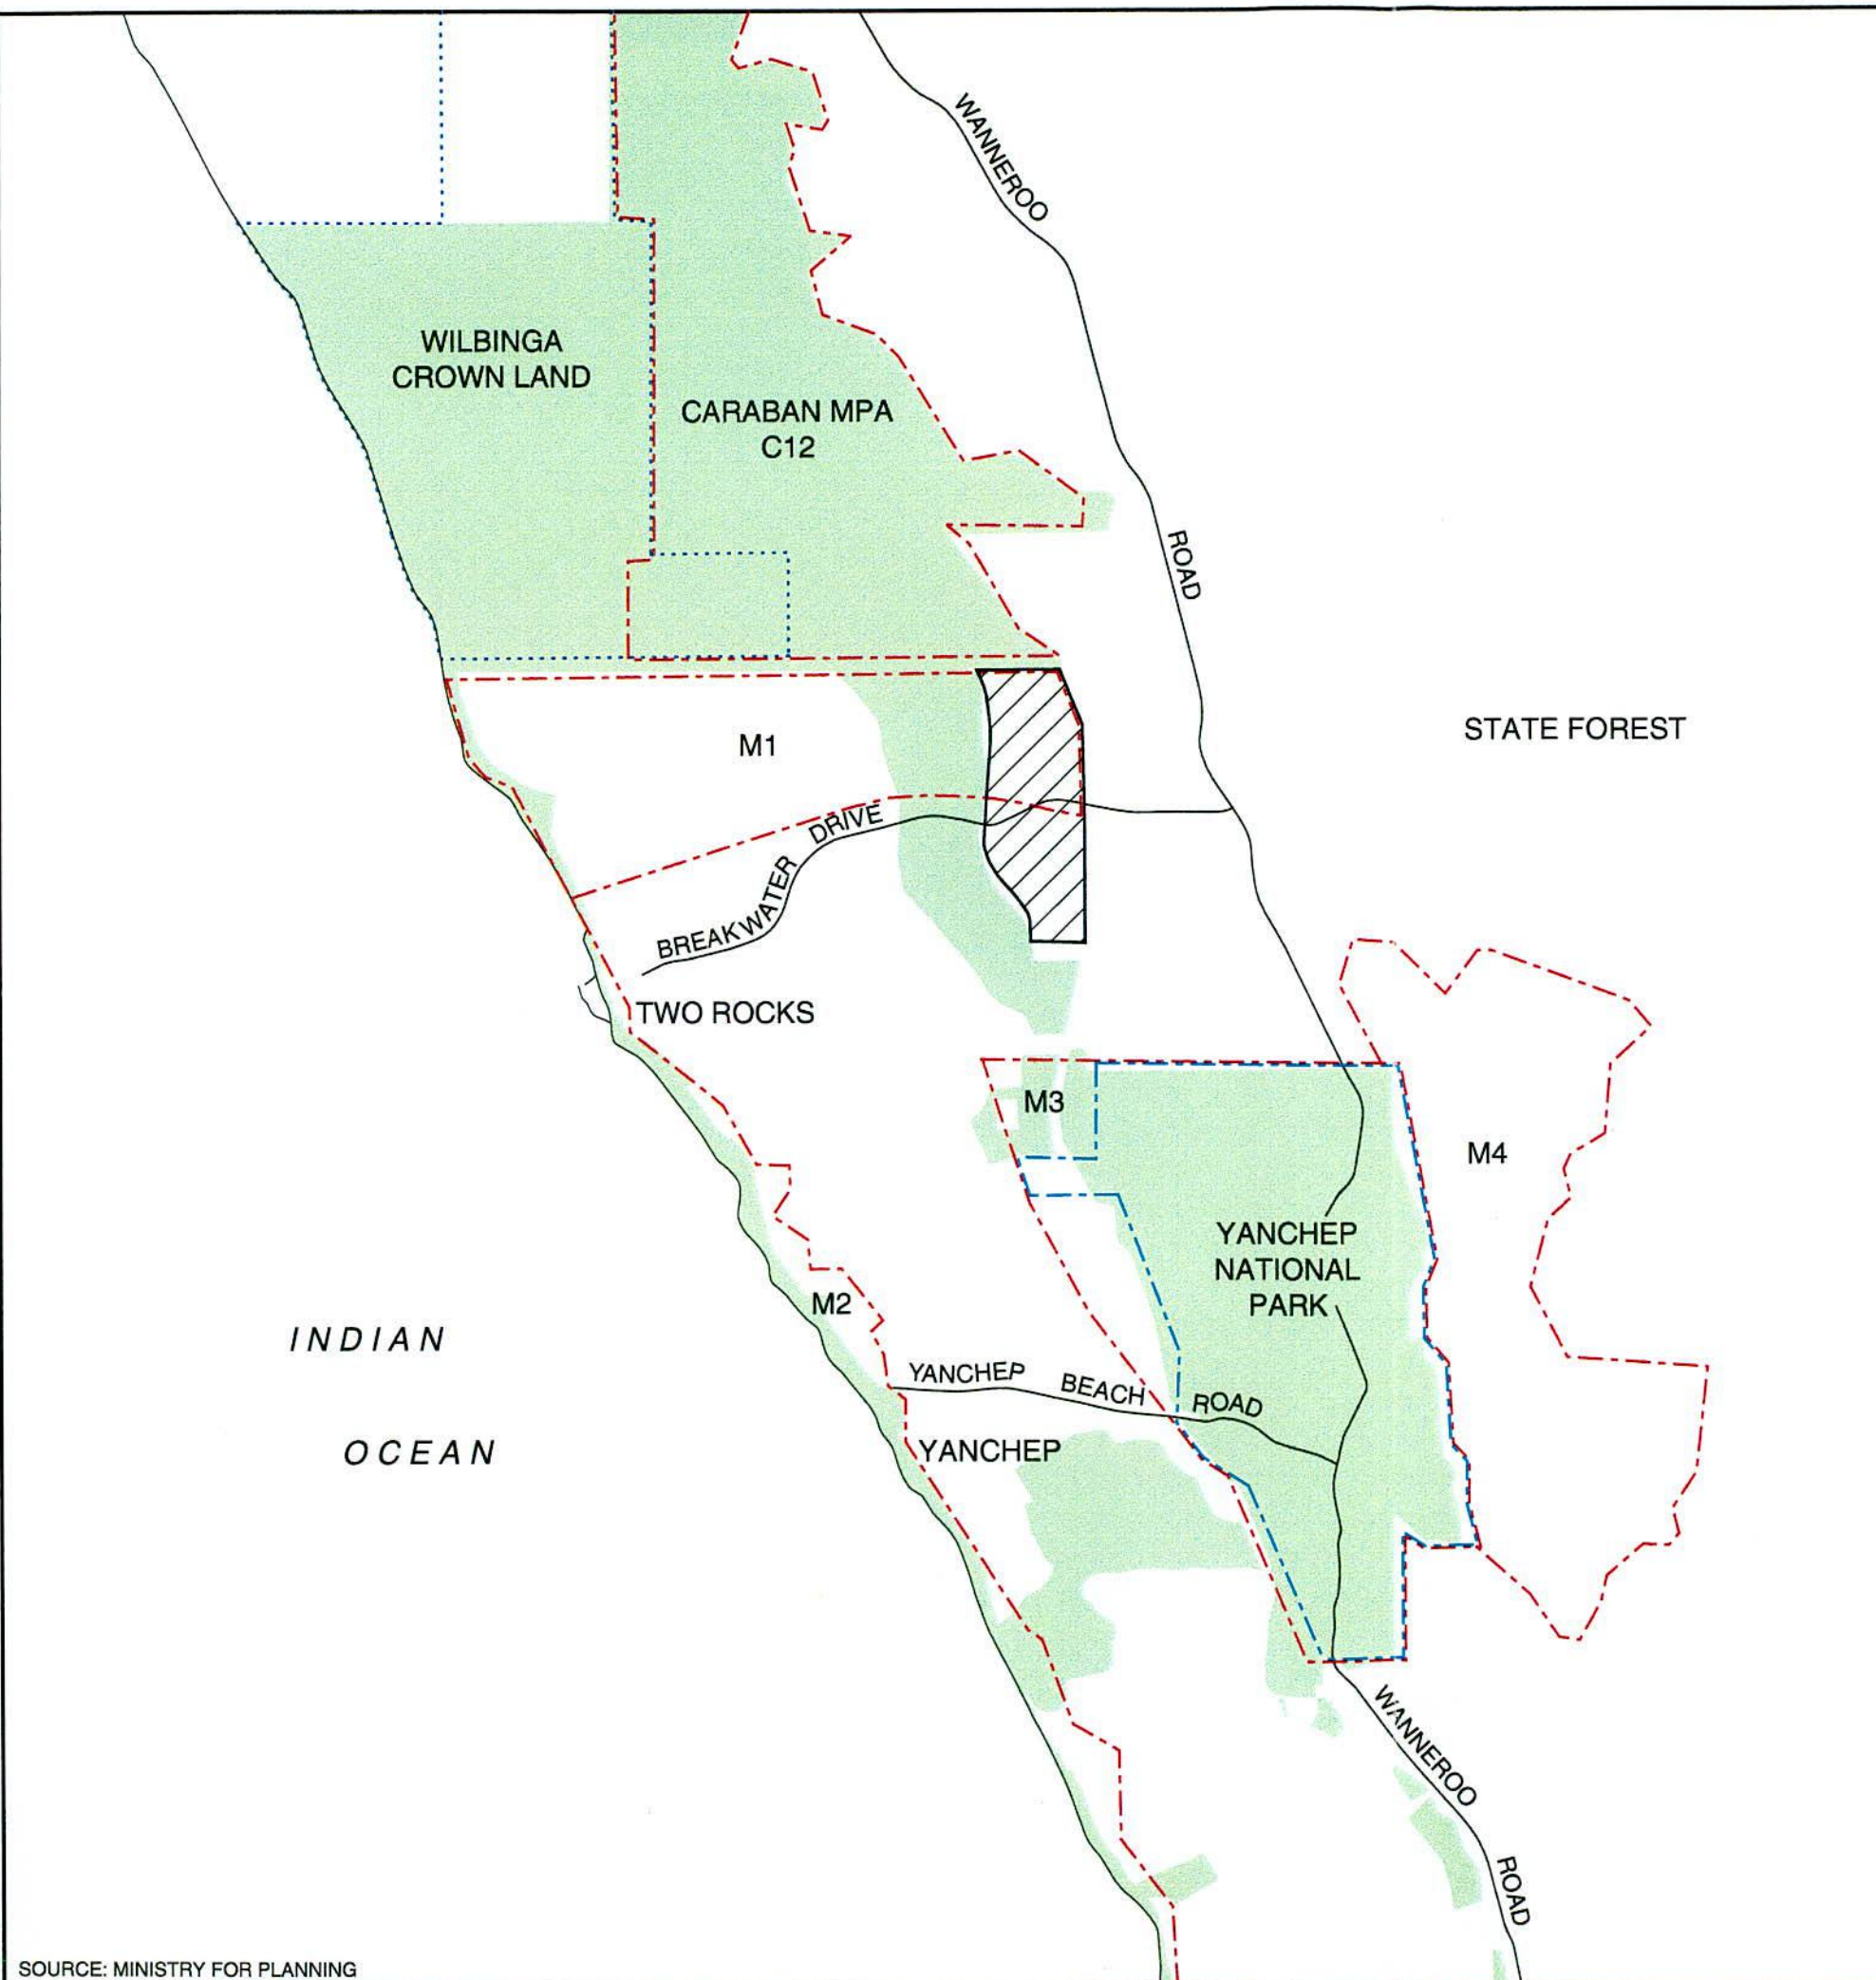 WANNEROO
ROAD
WILBINGA
CROWN LAND
CARABAN MPA
C12
STATE FOREST
M1
BREAKWATER DRIVE
TWO ROCKS
M3
M4
YANCHEP
NATIONAL
PARK
M2
INDIAN
OCEAN
YANCHEP BEACH ROAD
YANCHEP
WANNEROO
ROAD
SOURCE: MINISTRY FOR PLANNING